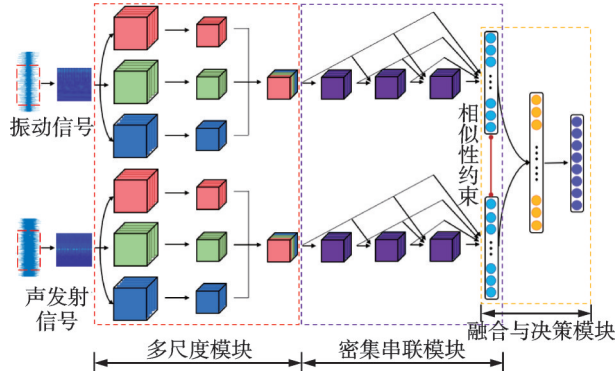 振动信号
相似性约束
声发射
信号
融合与决策模块
多尺度模块
密集串联模块